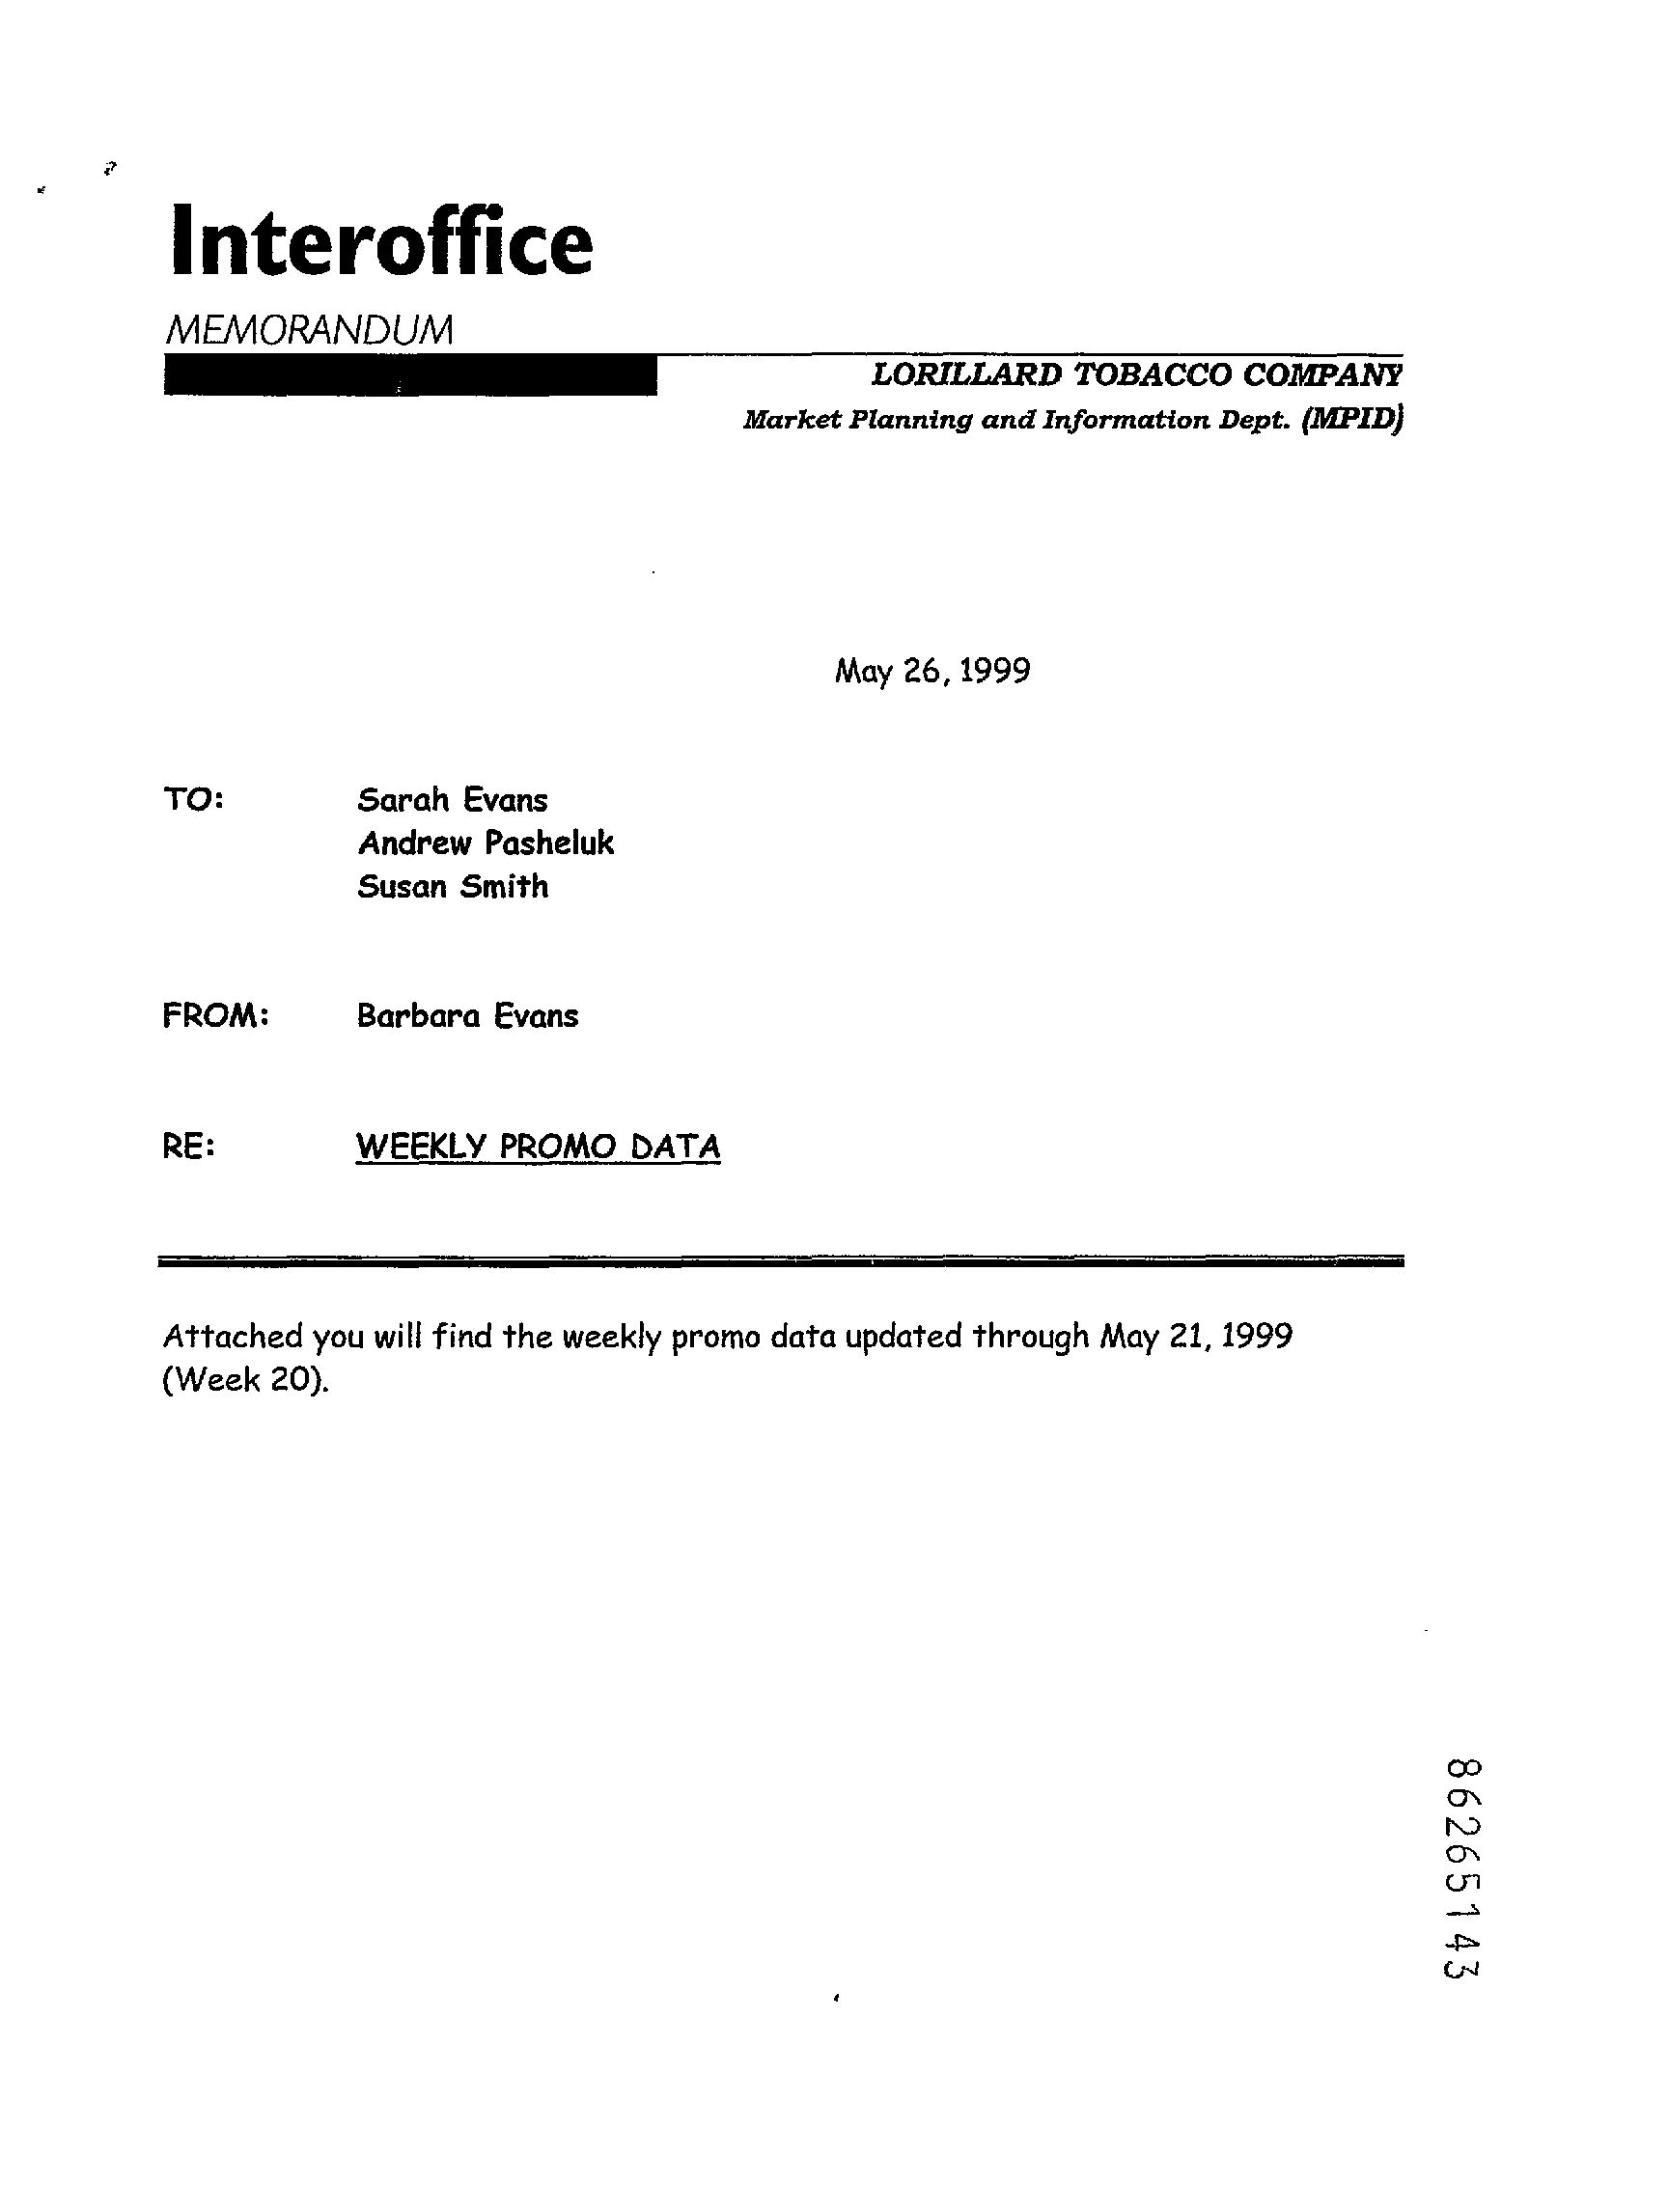 Interoffice
MEMORANDUM
LORILLARD TOBACCO COMPANY
Market Planning and Information Dept. (MPID)
May 26, 1999
TO: Sarah Evans
Andrew Pasheluk
Susan Smith
FROM: Barbara Evans
RE: WEEKLY PROMO DATA
Attached you will find the weekly promo data updated through May 21, 1999
(Week 20).
86265143